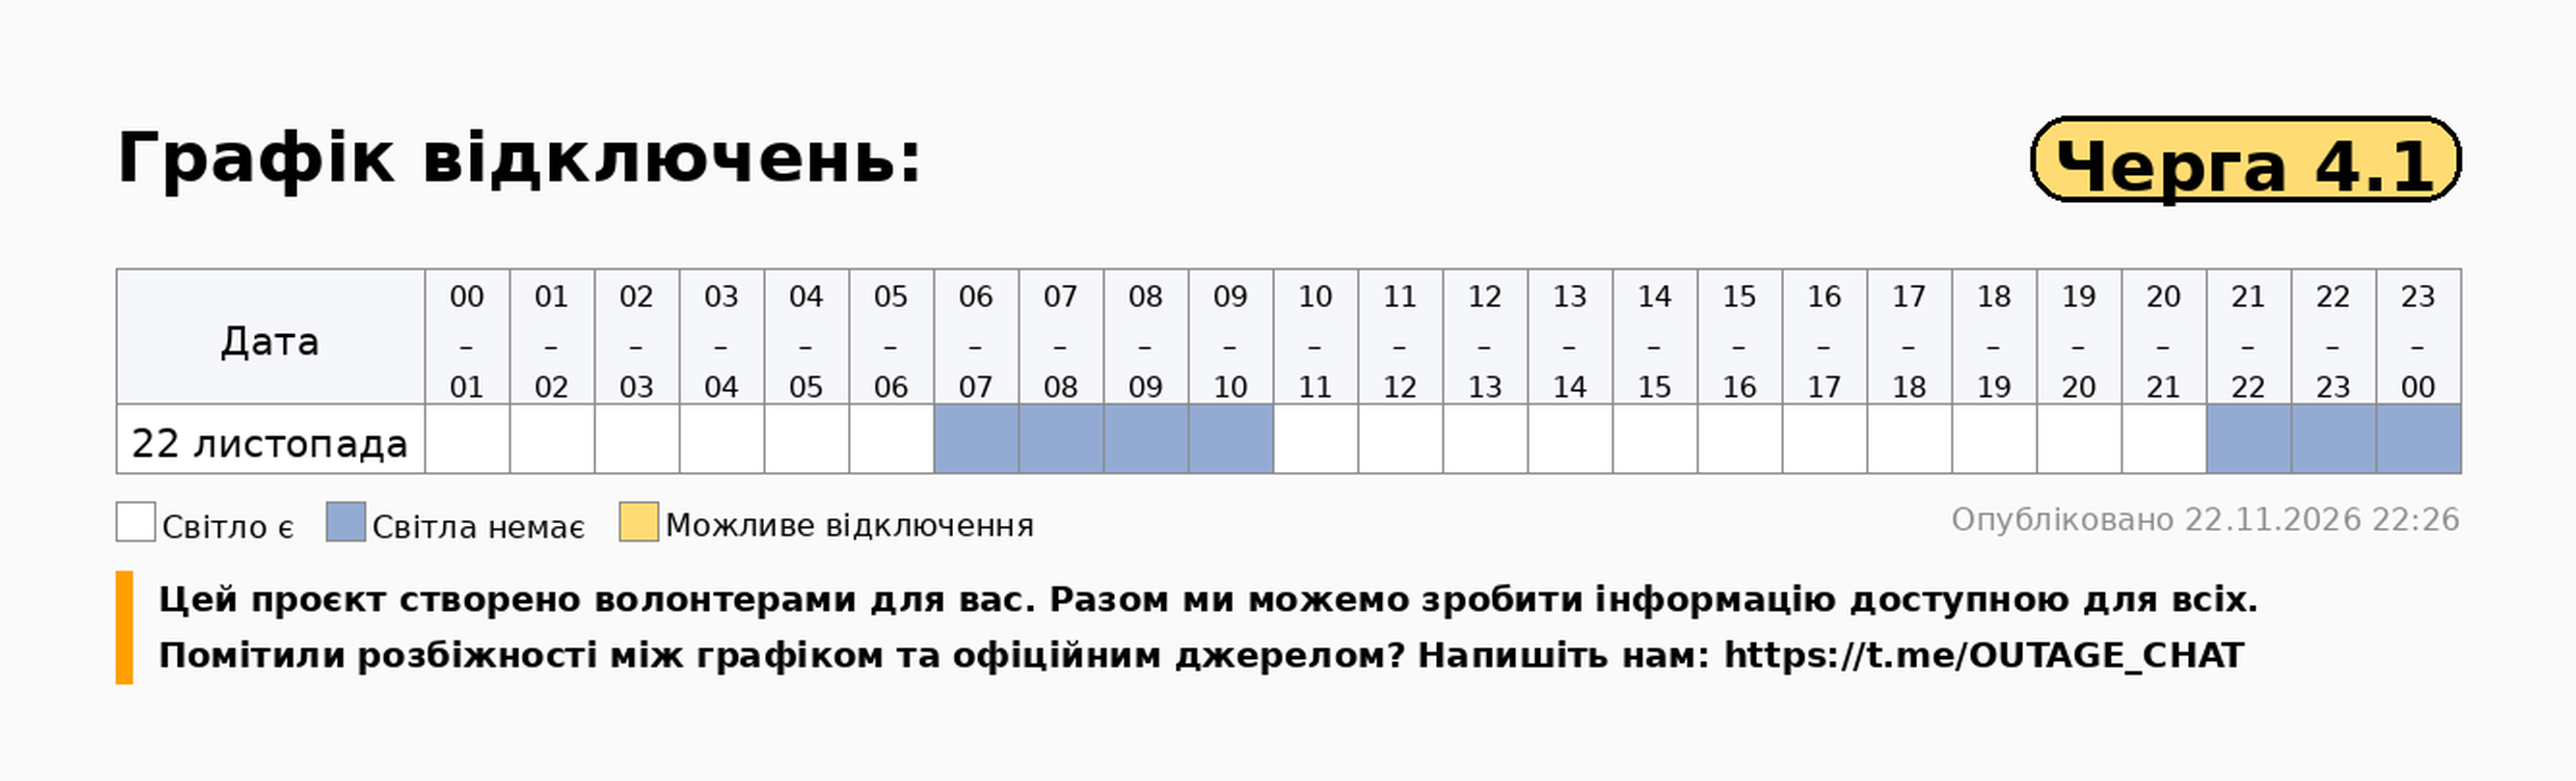 Графік відключень:
Черга 4.1
Дата
00 – 01
01 – 02
02 – 03
03 – 04
04 – 05
05 – 06
06 – 07
07 – 08
08 – 09
09 – 10
10 – 11
11 – 12
12 – 13
13 – 14
14 – 15
15 – 16
16 – 17
17 – 18
18 – 19
19 – 20
20 – 21
21 – 22
22 – 23
23 – 00
22 листопада
Світло є
Світла немає
Можливе відключення
Опубліковано 22.11.2026 22:26
Цей проєкт створено волонтерами для вас. Разом ми можемо зробити інформацію доступною для всіх.
Помітили розбіжності між графіком та офіційним джерелом? Напишіть нам: https://t.me/OUTAGE_CHAT